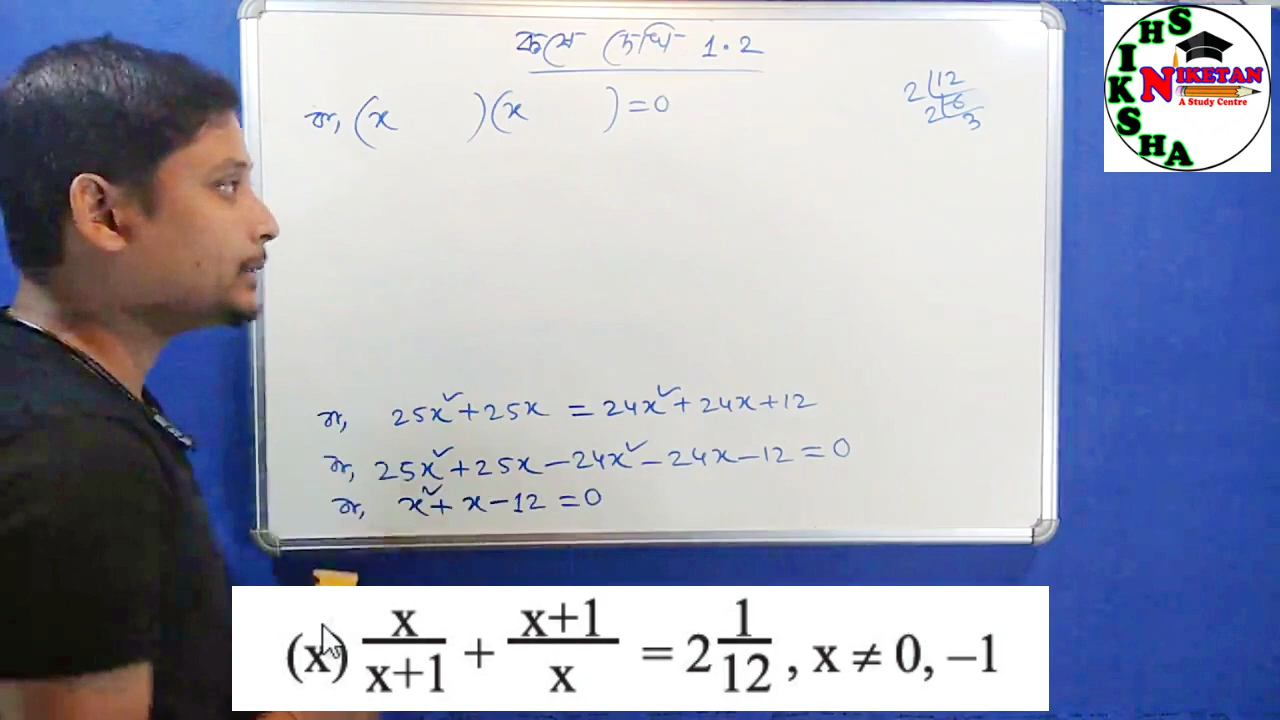 কষে দেখি 1.2
বা, (x )(x ) = 0
2 | 12
2 | 6
3
বা, 25x² + 25x = 24x² + 24x + 12
বা, 25x² + 25x − 24x² − 24x − 12 = 0
বা, x² + x − 12 = 0
(x) x/x+1 + x+1/x = 2 1/12 , x ≠ 0, −1
SHIKSHA
NIKETAN
A Study Centre